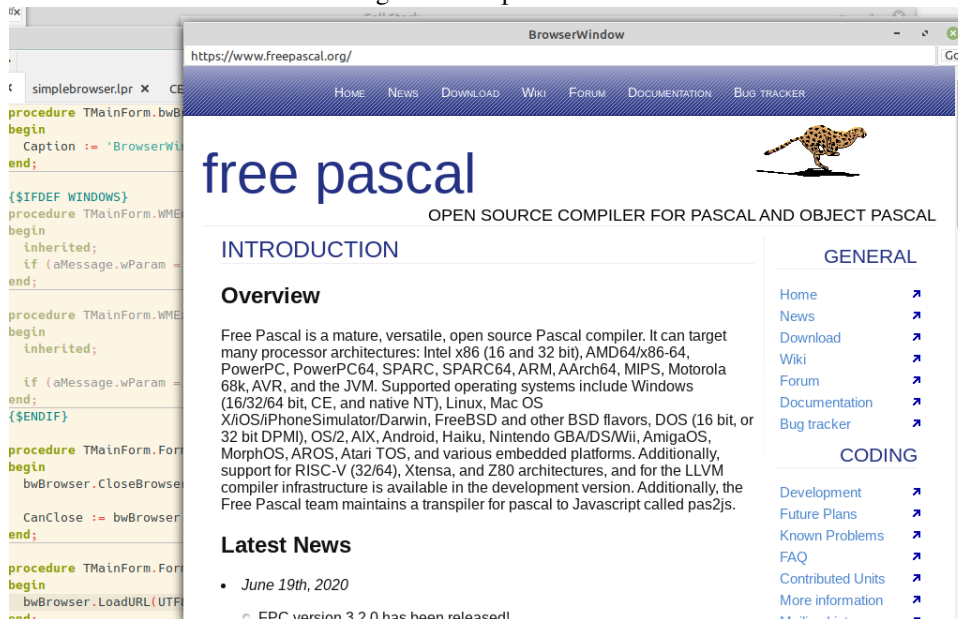 BrowserWindow
https://www.freepascal.org/
Go
simplebrowser.lpr
procedure TMainForm.bwB
begin
Caption := 'BrowserWi
end;
{$IFDEF WINDOWS}
procedure TMainForm.WME
begin
inherited;
if (aMessage.wParam =
end;
procedure TMainForm.WME
begin
inherited;
if (aMessage.wParam =
end;
{$ENDIF}
procedure TMainForm.For
begin
bwBrowser.CloseBrowse
CanClose := bwBrowser
end;
procedure TMainForm.For
begin
bwBrowser.LoadURL(UTF8
end;
HOME NEWS DOWNLOAD WIKI FORUM DOCUMENTATION BUG TRACKER
free pascal
OPEN SOURCE COMPILER FOR PASCAL AND OBJECT PASCAL
INTRODUCTION
Overview
Free Pascal is a mature, versatile, open source Pascal compiler. It can target
many processor architectures: Intel x86 (16 and 32 bit), AMD64/x86-64,
PowerPC, PowerPC64, SPARC, SPARC64, ARM, AArch64, MIPS, Motorola
68k, AVR, and the JVM. Supported operating systems include Windows
(16/32/64 bit, CE, and native NT), Linux, Mac OS
X/iOS/iPhoneSimulator/Darwin, FreeBSD and other BSD flavors, DOS (16 bit, or
32 bit DPMI), OS/2, AIX, Android, Haiku, Nintendo GBA/DS/Wii, AmigaOS,
MorphOS, AROS, Atari TOS, and various embedded platforms. Additionally,
support for RISC-V (32/64), Xtensa, and Z80 architectures, and for the LLVM
compiler infrastructure is available in the development version. Additionally, the
Free Pascal team maintains a transpiler for pascal to Javascript called pas2js.
Latest News
June 19th, 2020
FPC version 3.2.0 has been released!
GENERAL
Home
News
Download
Wiki
Forum
Documentation
Bug tracker
CODING
Development
Future Plans
Known Problems
FAQ
Contributed Units
More information